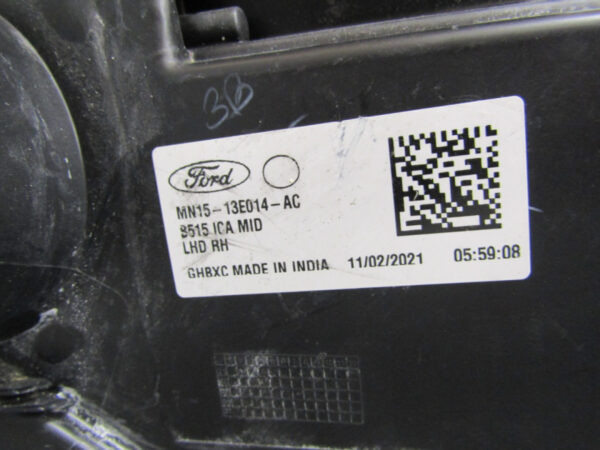 3B
Ford
MN15-13E014-AC
B515 ICA MID
LHD RH
GHBXC MADE IN INDIA 11/02/2021 05:59:08